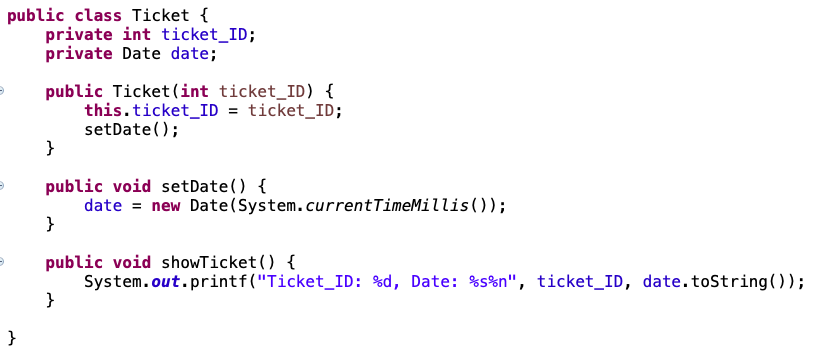 public class Ticket {
    private int ticket_ID;
    private Date date;

    public Ticket(int ticket_ID) {
        this.ticket_ID = ticket_ID;
        setDate();
    }

    public void setDate() {
        date = new Date(System.currentTimeMillis());
    }

    public void showTicket() {
        System.out.printf("Ticket_ID: %d, Date: %s%n", ticket_ID, date.toString());
    }

}